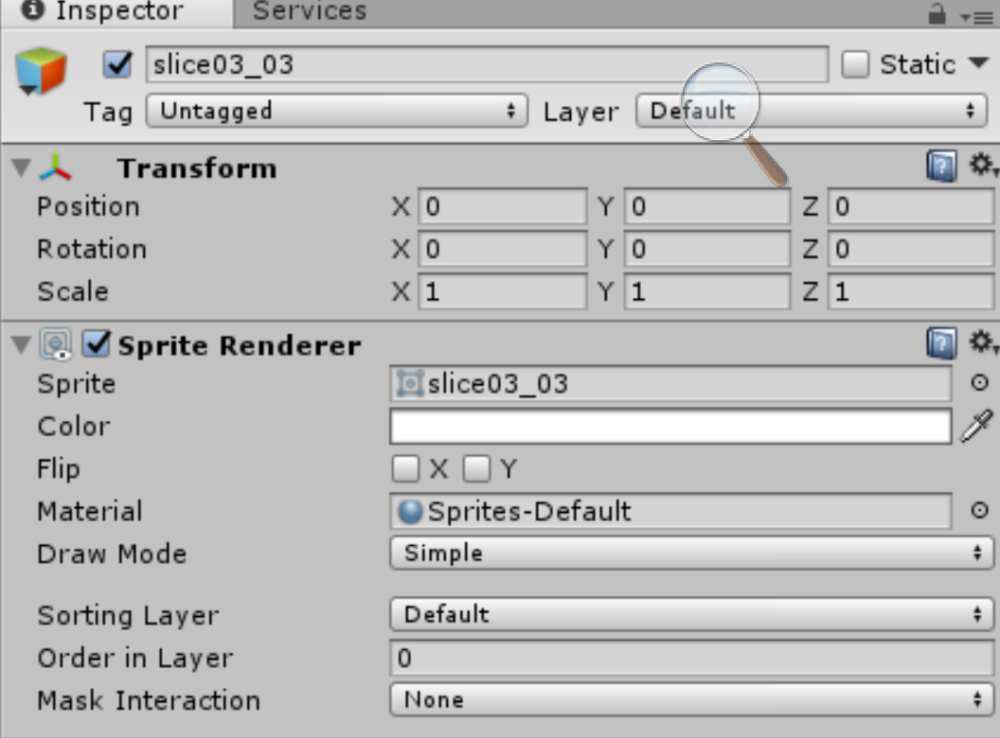 Inspector Services
slice03_03 Static
Tag Untagged Layer Default
Transform
Position X 0 Y 0 Z 0
Rotation X 0 Y 0 Z 0
Scale X 1 Y 1 Z 1
Sprite Renderer
Sprite slice03_03
Color
Flip X Y
Material Sprites-Default
Draw Mode Simple
Sorting Layer Default
Order in Layer 0
Mask Interaction None